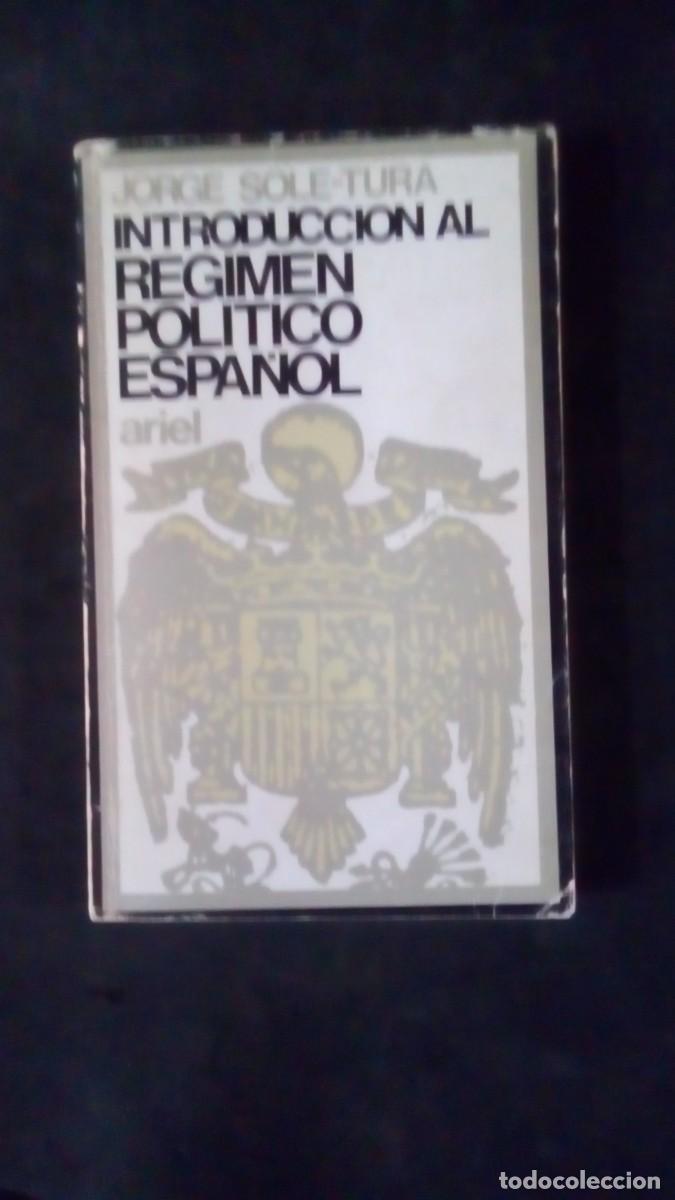 JORGE SOLE-TURA
INTRODUCCION AL
REGIMEN
POLITICO
ESPAÑOL
ariel
todocoleccion